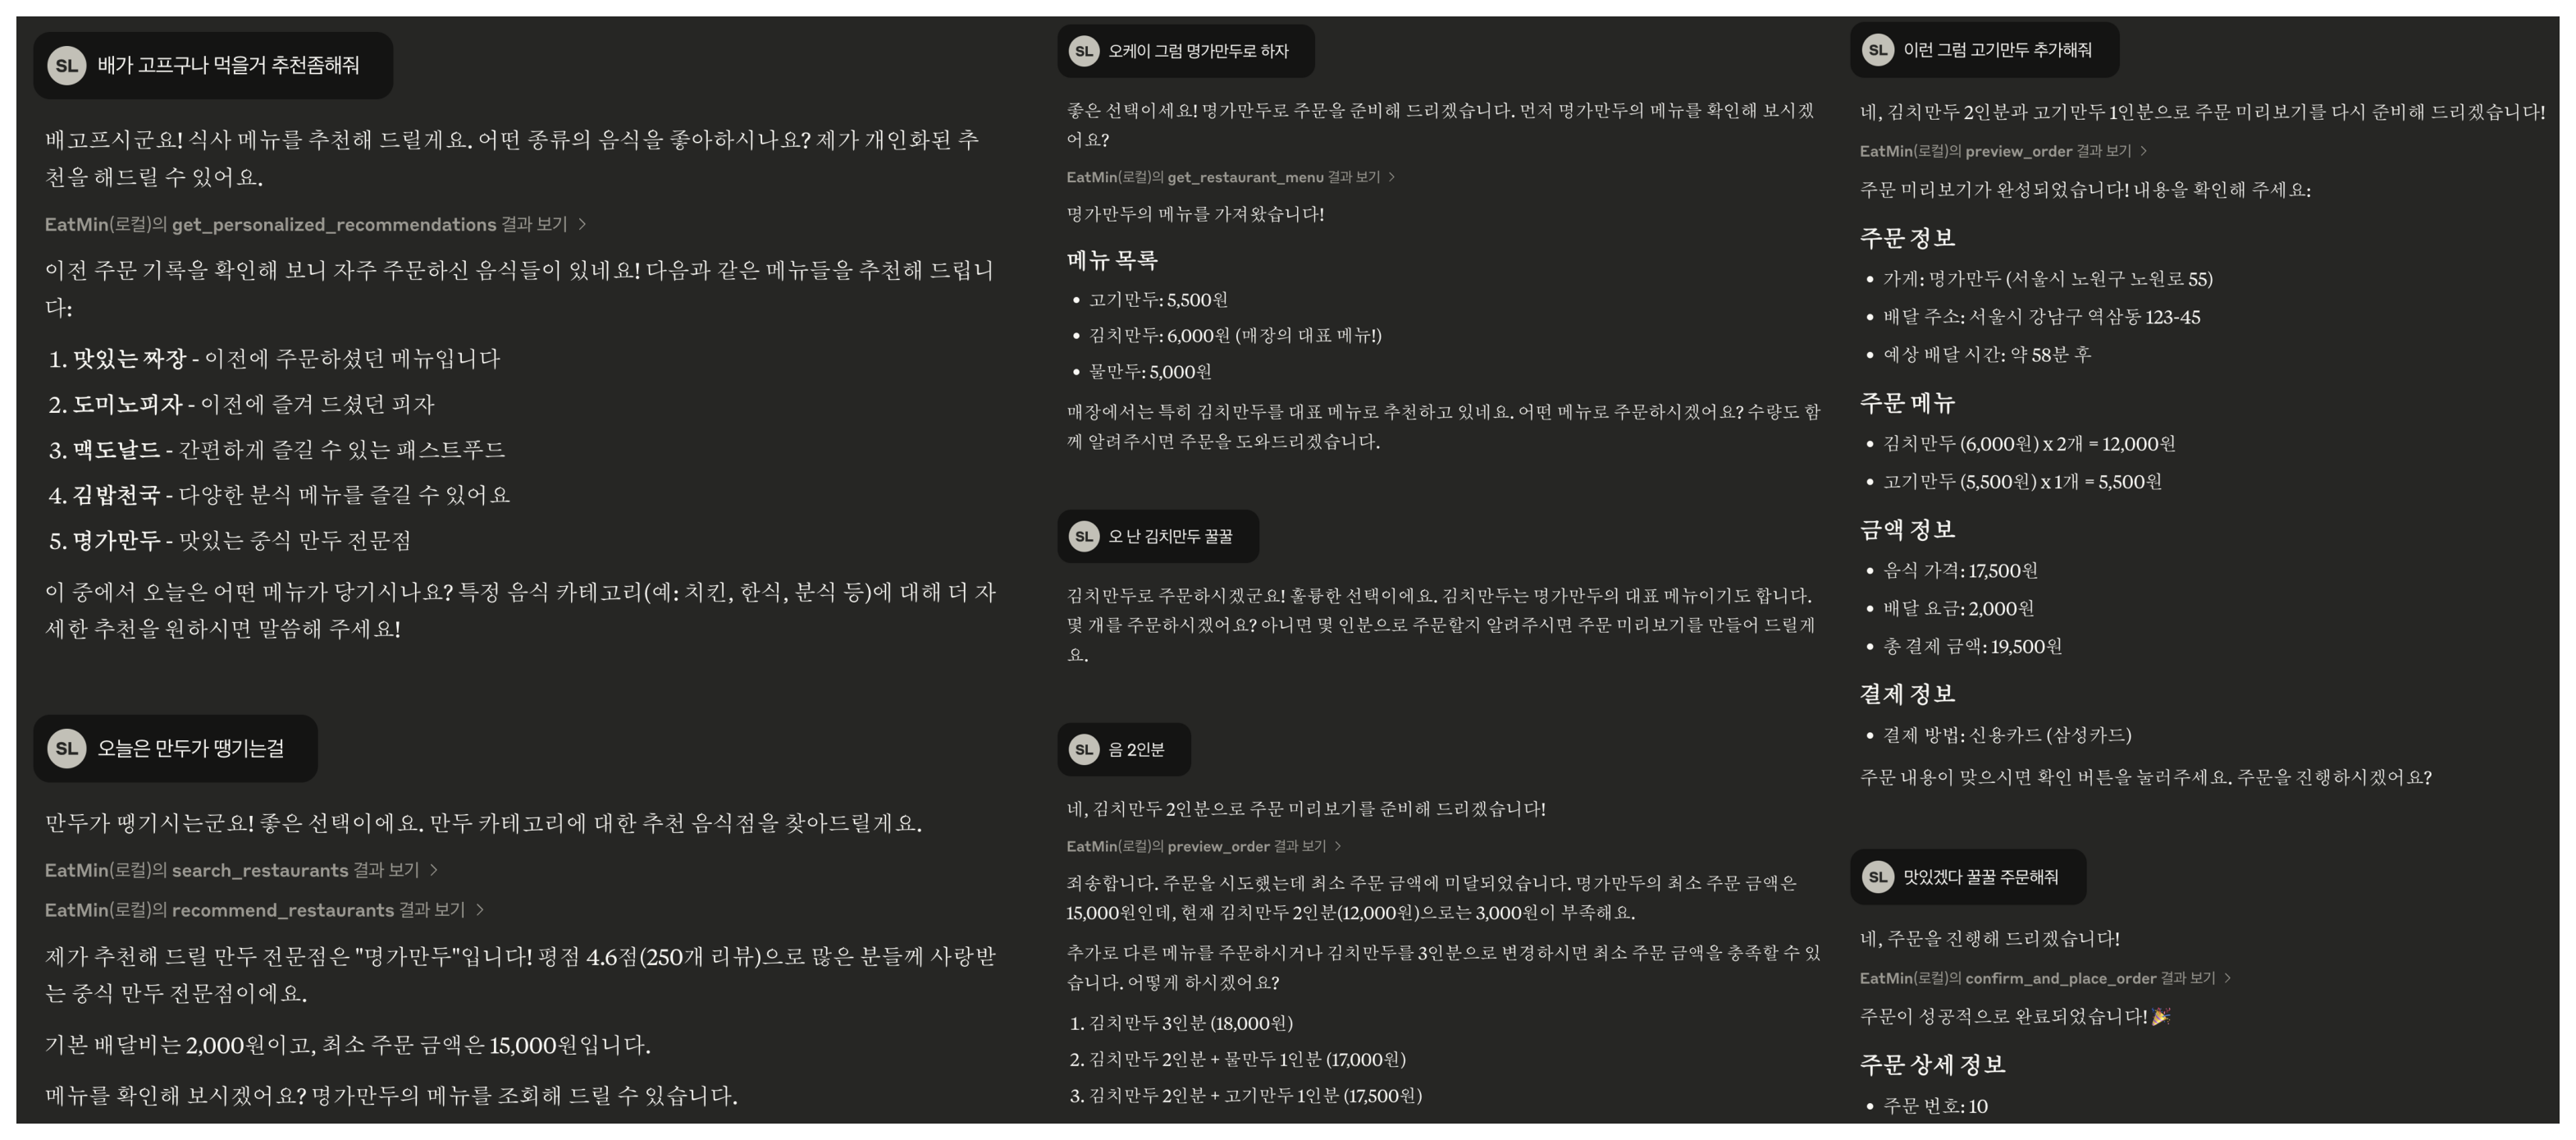 SL 배가 고프구나 먹을거 추천좀해줘
배고프시군요! 식사 메뉴를 추천해 드릴게요. 어떤 종류의 음식을 좋아하시나요? 제가 개인화된 추
천을 해드릴 수 있어요.
EatMin(로컬)의 get_personalized_recommendations 결과 보기 >
이전 주문 기록을 확인해 보니 자주 주문하신 음식들이 있네요! 다음과 같은 메뉴들을 추천해 드립니
다:
1. 맛있는 짜장 - 이전에 주문하셨던 메뉴입니다
2. 도미노피자 - 이전에 즐겨 드셨던 피자
3. 맥도날드 - 간편하게 즐길 수 있는 패스트푸드
4. 김밥천국 - 다양한 분식 메뉴를 즐길 수 있어요
5. 명가만두 - 맛있는 중식 만두 전문점
이 중에서 오늘은 어떤 메뉴가 당기시나요? 특정 음식 카테고리(예: 치킨, 한식, 분식 등)에 대해 더 자
세한 추천을 원하시면 말씀해 주세요!
SL 오늘은 만두가 땡기는걸
만두가 땡기시는군요! 좋은 선택이에요. 만두 카테고리에 대한 추천 음식점을 찾아드릴게요.
EatMin(로컬)의 search_restaurants 결과 보기 >
EatMin(로컬)의 recommend_restaurants 결과 보기 >
제가 추천해 드릴 만두 전문점은 "명가만두"입니다! 평점 4.6점(250개 리뷰)으로 많은 분들께 사랑받
는 중식 만두 전문점이에요.
기본 배달비는 2,000원이고, 최소 주문 금액은 15,000원입니다.
메뉴를 확인해 보시겠어요? 명가만두의 메뉴를 조회해 드릴 수 있습니다.
SL 오케이 그럼 명가만두로 하자
좋은 선택이세요! 명가만두로 주문을 준비해 드리겠습니다. 먼저 명가만두의 메뉴를 확인해 보시겠
어요?
EatMin(로컬)의 get_restaurant_menu 결과 보기 >
명가만두의 메뉴를 가져왔습니다!
메뉴 목록
• 고기만두: 5,500원
• 김치만두: 6,000원 (매장의 대표 메뉴!)
• 물만두: 5,000원
매장에서는 특히 김치만두를 대표 메뉴로 추천하고 있네요. 어떤 메뉴로 주문하시겠어요? 수량도 함
께 알려주시면 주문을 도와드리겠습니다.
SL 오 난 김치만두 꿀꿀
김치만두로 주문하시겠군요! 훌륭한 선택이에요. 김치만두는 명가만두의 대표 메뉴이기도 합니다.
몇 개를 주문하시겠어요? 아니면 몇 인분으로 주문할지 알려주시면 주문 미리보기를 만들어 드릴게
요.
SL 음 2인분
네, 김치만두 2인분으로 주문 미리보기를 준비해 드리겠습니다!
EatMin(로컬)의 preview_order 결과 보기 >
죄송합니다. 주문을 시도했는데 최소 주문 금액에 미달되었습니다. 명가만두의 최소 주문 금액은
15,000원인데, 현재 김치만두 2인분(12,000원)으로는 3,000원이 부족해요.
추가로 다른 메뉴를 주문하시거나 김치만두를 3인분으로 변경하시면 최소 주문 금액을 충족할 수 있
습니다. 어떻게 하시겠어요?
1. 김치만두 3인분 (18,000원)
2. 김치만두 2인분 + 물만두 1인분 (17,000원)
3. 김치만두 2인분 + 고기만두 1인분 (17,500원)
SL 이런 그럼 고기만두 추가해줘
네, 김치만두 2인분과 고기만두 1인분으로 주문 미리보기를 다시 준비해 드리겠습니다!
EatMin(로컬)의 preview_order 결과 보기 >
주문 미리보기가 완성되었습니다! 내용을 확인해 주세요:
주문 정보
• 가게: 명가만두 (서울시 노원구 노원로 55)
• 배달 주소: 서울시 강남구 역삼동 123-45
• 예상 배달 시간: 약 58분 후
주문 메뉴
• 김치만두 (6,000원) x 2개 = 12,000원
• 고기만두 (5,500원) x 1개 = 5,500원
금액 정보
• 음식 가격: 17,500원
• 배달 요금: 2,000원
• 총 결제 금액: 19,500원
결제 정보
• 결제 방법: 신용카드 (삼성카드)
주문 내용이 맞으시면 확인 버튼을 눌러주세요. 주문을 진행하시겠어요?
SL 맛있겠다 꿀꿀 주문해줘
네, 주문을 진행해 드리겠습니다!
EatMin(로컬)의 confirm_and_place_order 결과 보기 >
주문이 성공적으로 완료되었습니다! 🎉
주문 상세 정보
• 주문 번호: 10